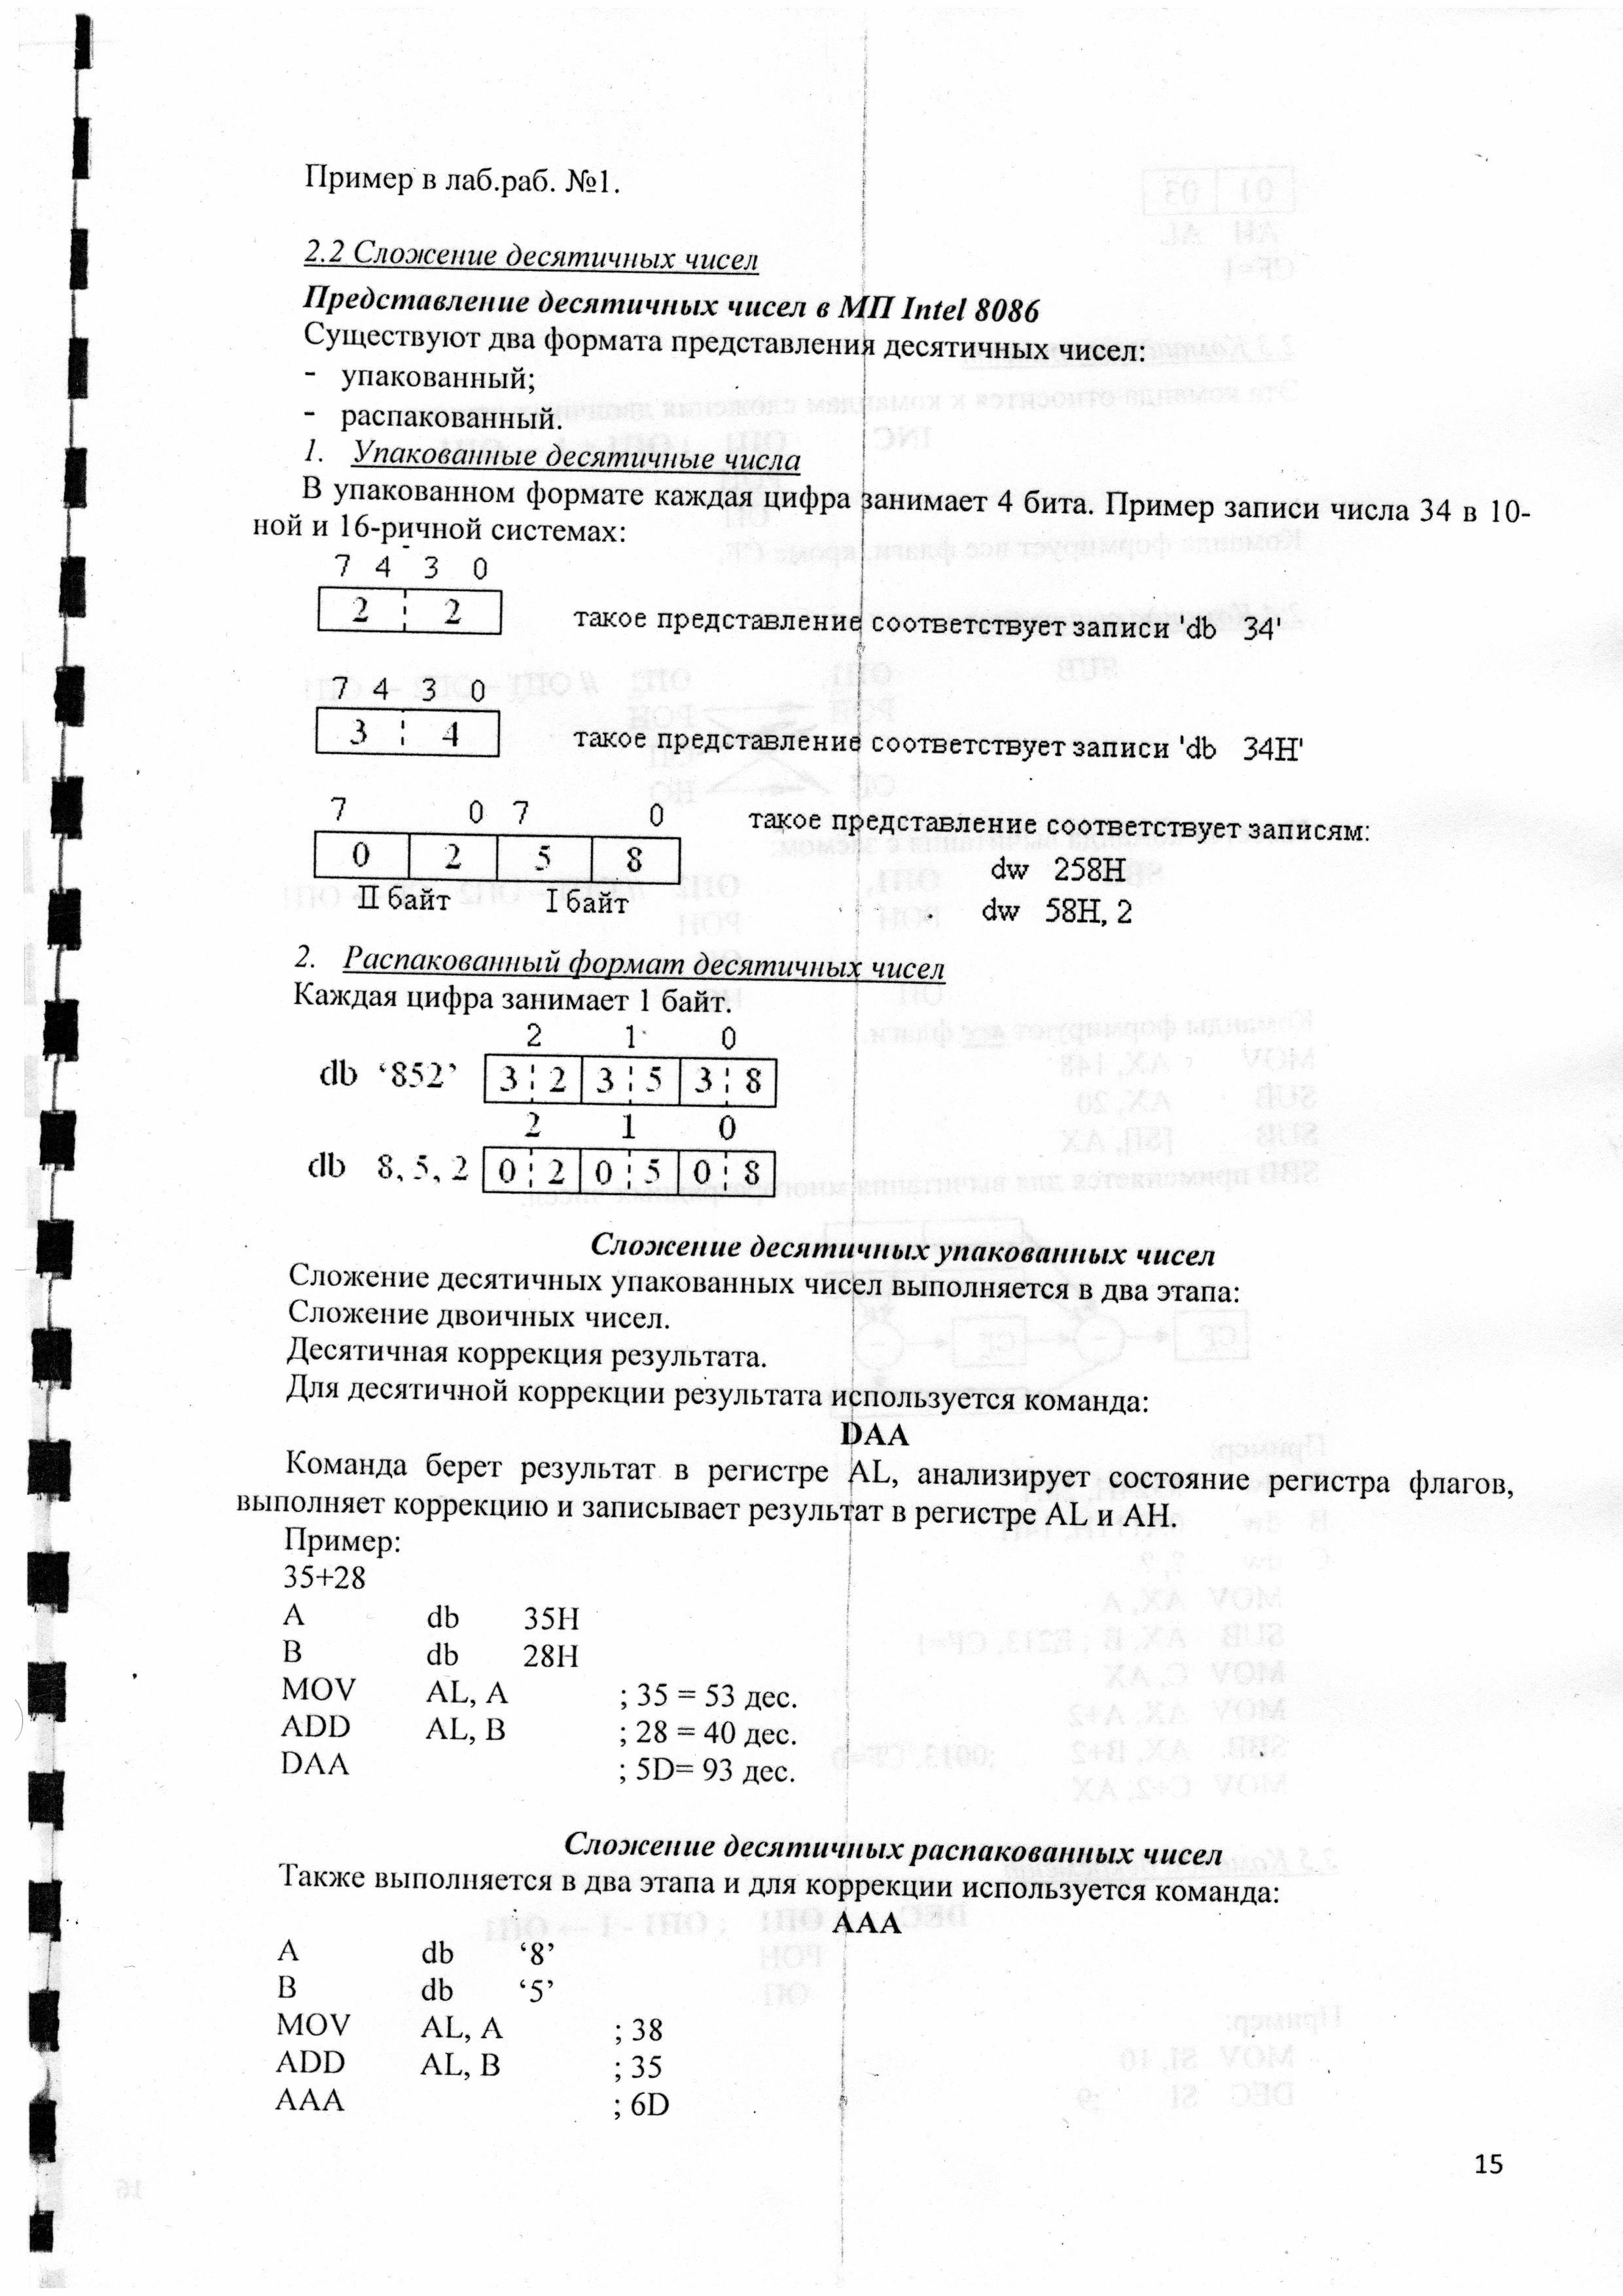 Пример в лаб.раб. №1.
2.2 Сложение десятичных чисел
Представление десятичных чисел в МП Intel 8086
Существуют два формата представления десятичных чисел:
- упакованный;
- распакованный.
1. Упакованные десятичные числа
В упакованном формате каждая цифра занимает 4 бита. Пример записи числа 34 в 10-
ной и 16-ричной системах:
7 4 3 0
2 2 такое представление соответствует записи 'db 34'
7 4 3 0
3 4 такое представление соответствует записи 'db 34H'
7 0 7 0 такое представление соответствует записям:
0 2 5 8 dw 258H
II байт I байт dw 58H, 2
2. Распакованный формат десятичных чисел
Каждая цифра занимает 1 байт.
2 1 0
db ‘852’ 3 2 3 5 3 8
2 1 0
db 8, 5, 2 0 2 0 5 0 8
Сложение десятичных упакованных чисел
Сложение десятичных упакованных чисел выполняется в два этапа:
Сложение двоичных чисел.
Десятичная коррекция результата.
Для десятичной коррекции результата используется команда:
DAA
Команда берет результат в регистре AL, анализирует состояние регистра флагов,
выполняет коррекцию и записывает результат в регистре AL и AH.
Пример:
35+28
A db 35H
B db 28H
MOV AL, A ; 35 = 53 дес.
ADD AL, B ; 28 = 40 дес.
DAA ; 5D= 93 дес.
Сложение десятичных распакованных чисел
Также выполняется в два этапа и для коррекции используется команда:
AAA
A db ‘8’
B db ‘5’
MOV AL, A ; 38
ADD AL, B ; 35
AAA ; 6D
15